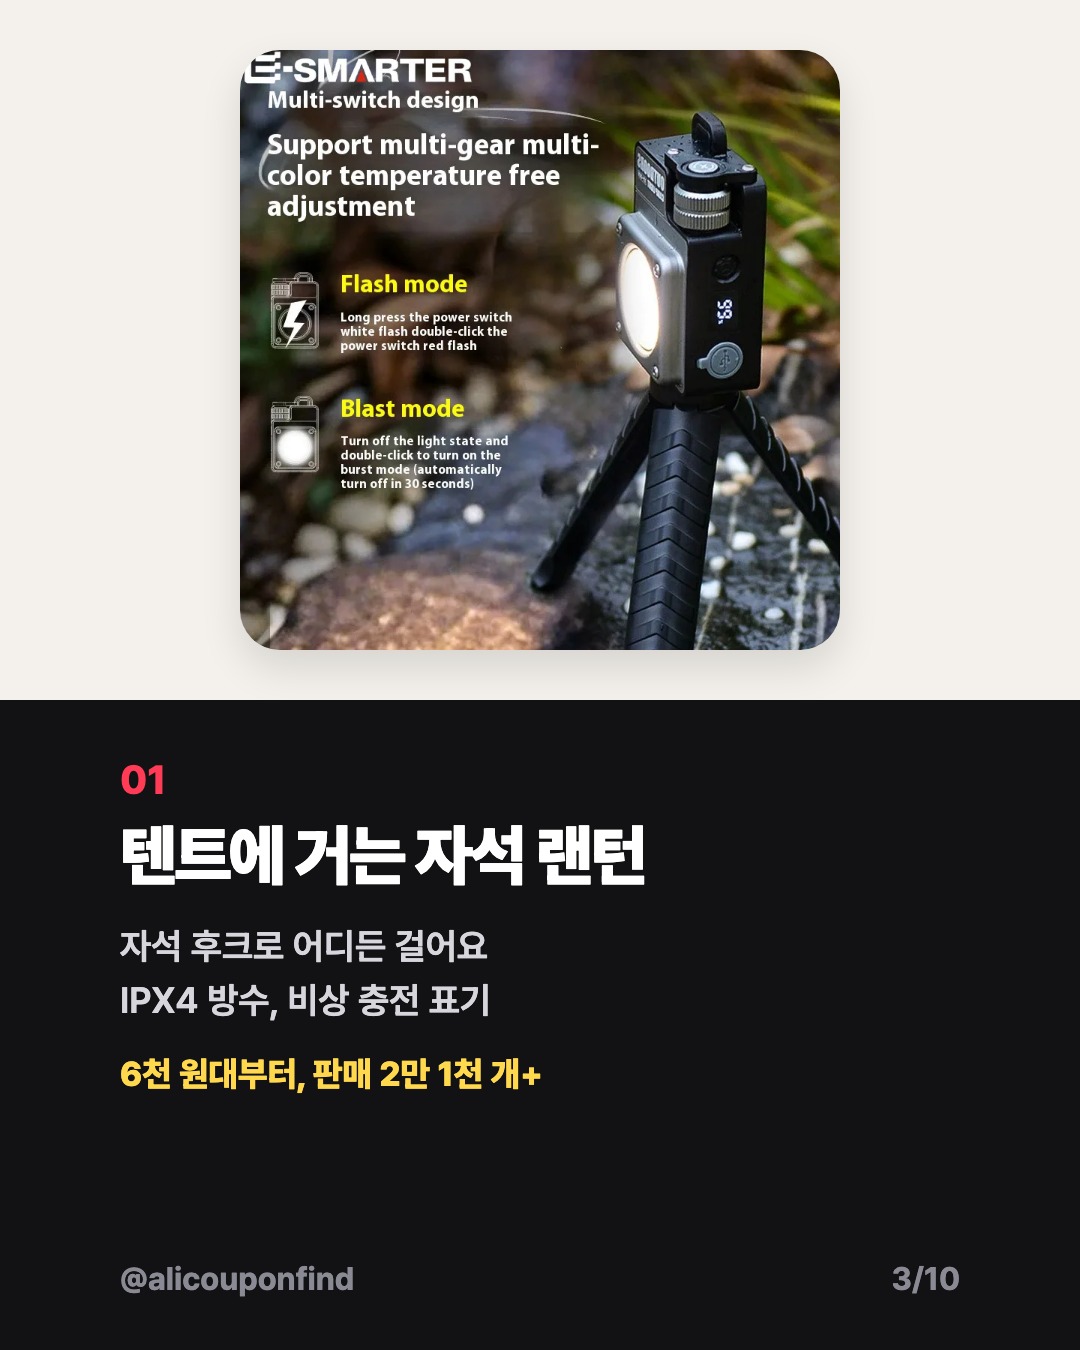 E-SMARTER
Multi-switch design
Support multi-gear multi-
color temperature free
adjustment
Flash mode
Long press the power switch
white flash double-click the
power switch red flash
Blast mode
Turn off the light state and
double-click to turn on the
burst mode (automatically
turn off in 30 seconds)
01
텐트에 거는 자석 랜턴
자석 후크로 어디든 걸어요
IPX4 방수, 비상 충전 표기
6천 원대부터, 판매 2만 1천 개+
@alicouponfind
3/10